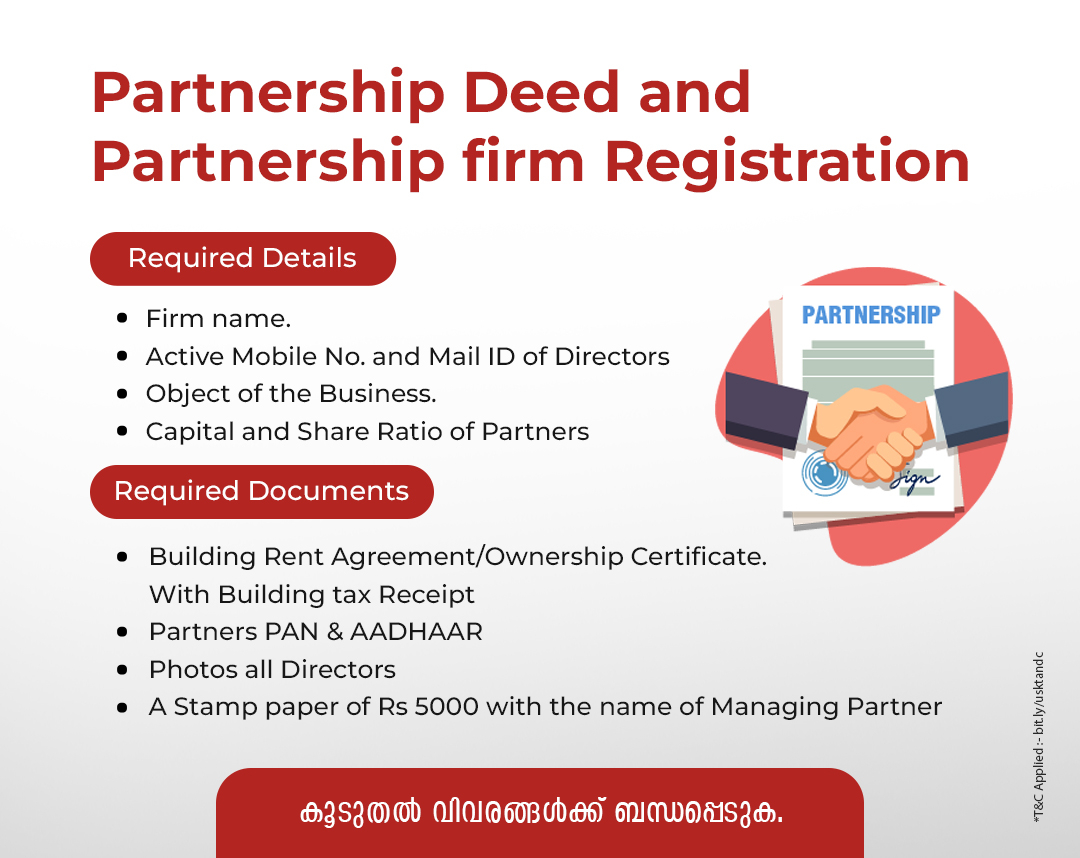 Partnership Deed and
Partnership firm Registration
Required Details
Firm name.
Active Mobile No. and Mail ID of Directors
Object of the Business.
Capital and Share Ratio of Partners
PARTNERSHIP
Sign
Required Documents
Building Rent Agreement/Ownership Certificate.
With Building tax Receipt
Partners PAN & AADHAAR
Photos all Directors
A Stamp paper of Rs 5000 with the name of Managing Partner
*T&C Applied :- bit.ly/usktandc
കൂടുതൽ വിവരങ്ങൾക്ക് ബന്ധപ്പെടുക.